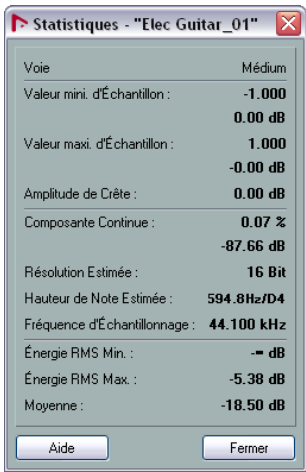 Statistiques - "Elec Guitar_01"
Voie Médium
Valeur mini. d'Échantillon : -1.000
0.00 dB
Valeur maxi. d'Échantillon : 1.000
-0.00 dB
Amplitude de Crête : 0.00 dB
Composante Continue : 0.07 %
-87.66 dB
Résolution Estimée : 16 Bit
Hauteur de Note Estimée : 594.8Hz/D4
Fréquence d'Échantillonnage : 44.100 kHz
Énergie RMS Min. : -∞ dB
Énergie RMS Max. : -5.38 dB
Moyenne : -18.50 dB
Aide Fermer